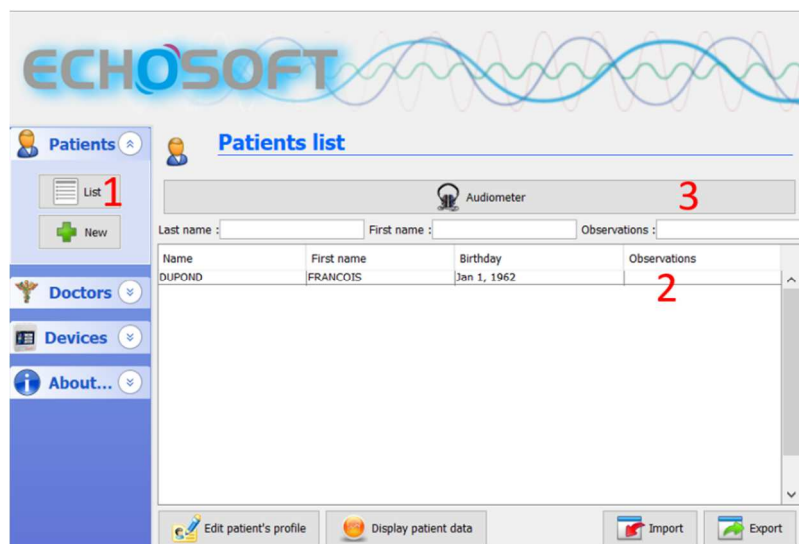 ECHOSOFT
Patients
Patients list
List 1
New
Audiometer 3
Last name : First name : Observations :
Name First name Birthday Observations
DUPOND FRANCOIS Jan 1, 1962
2
Doctors
Devices
About...
Edit patient's profile Display patient data Import Export